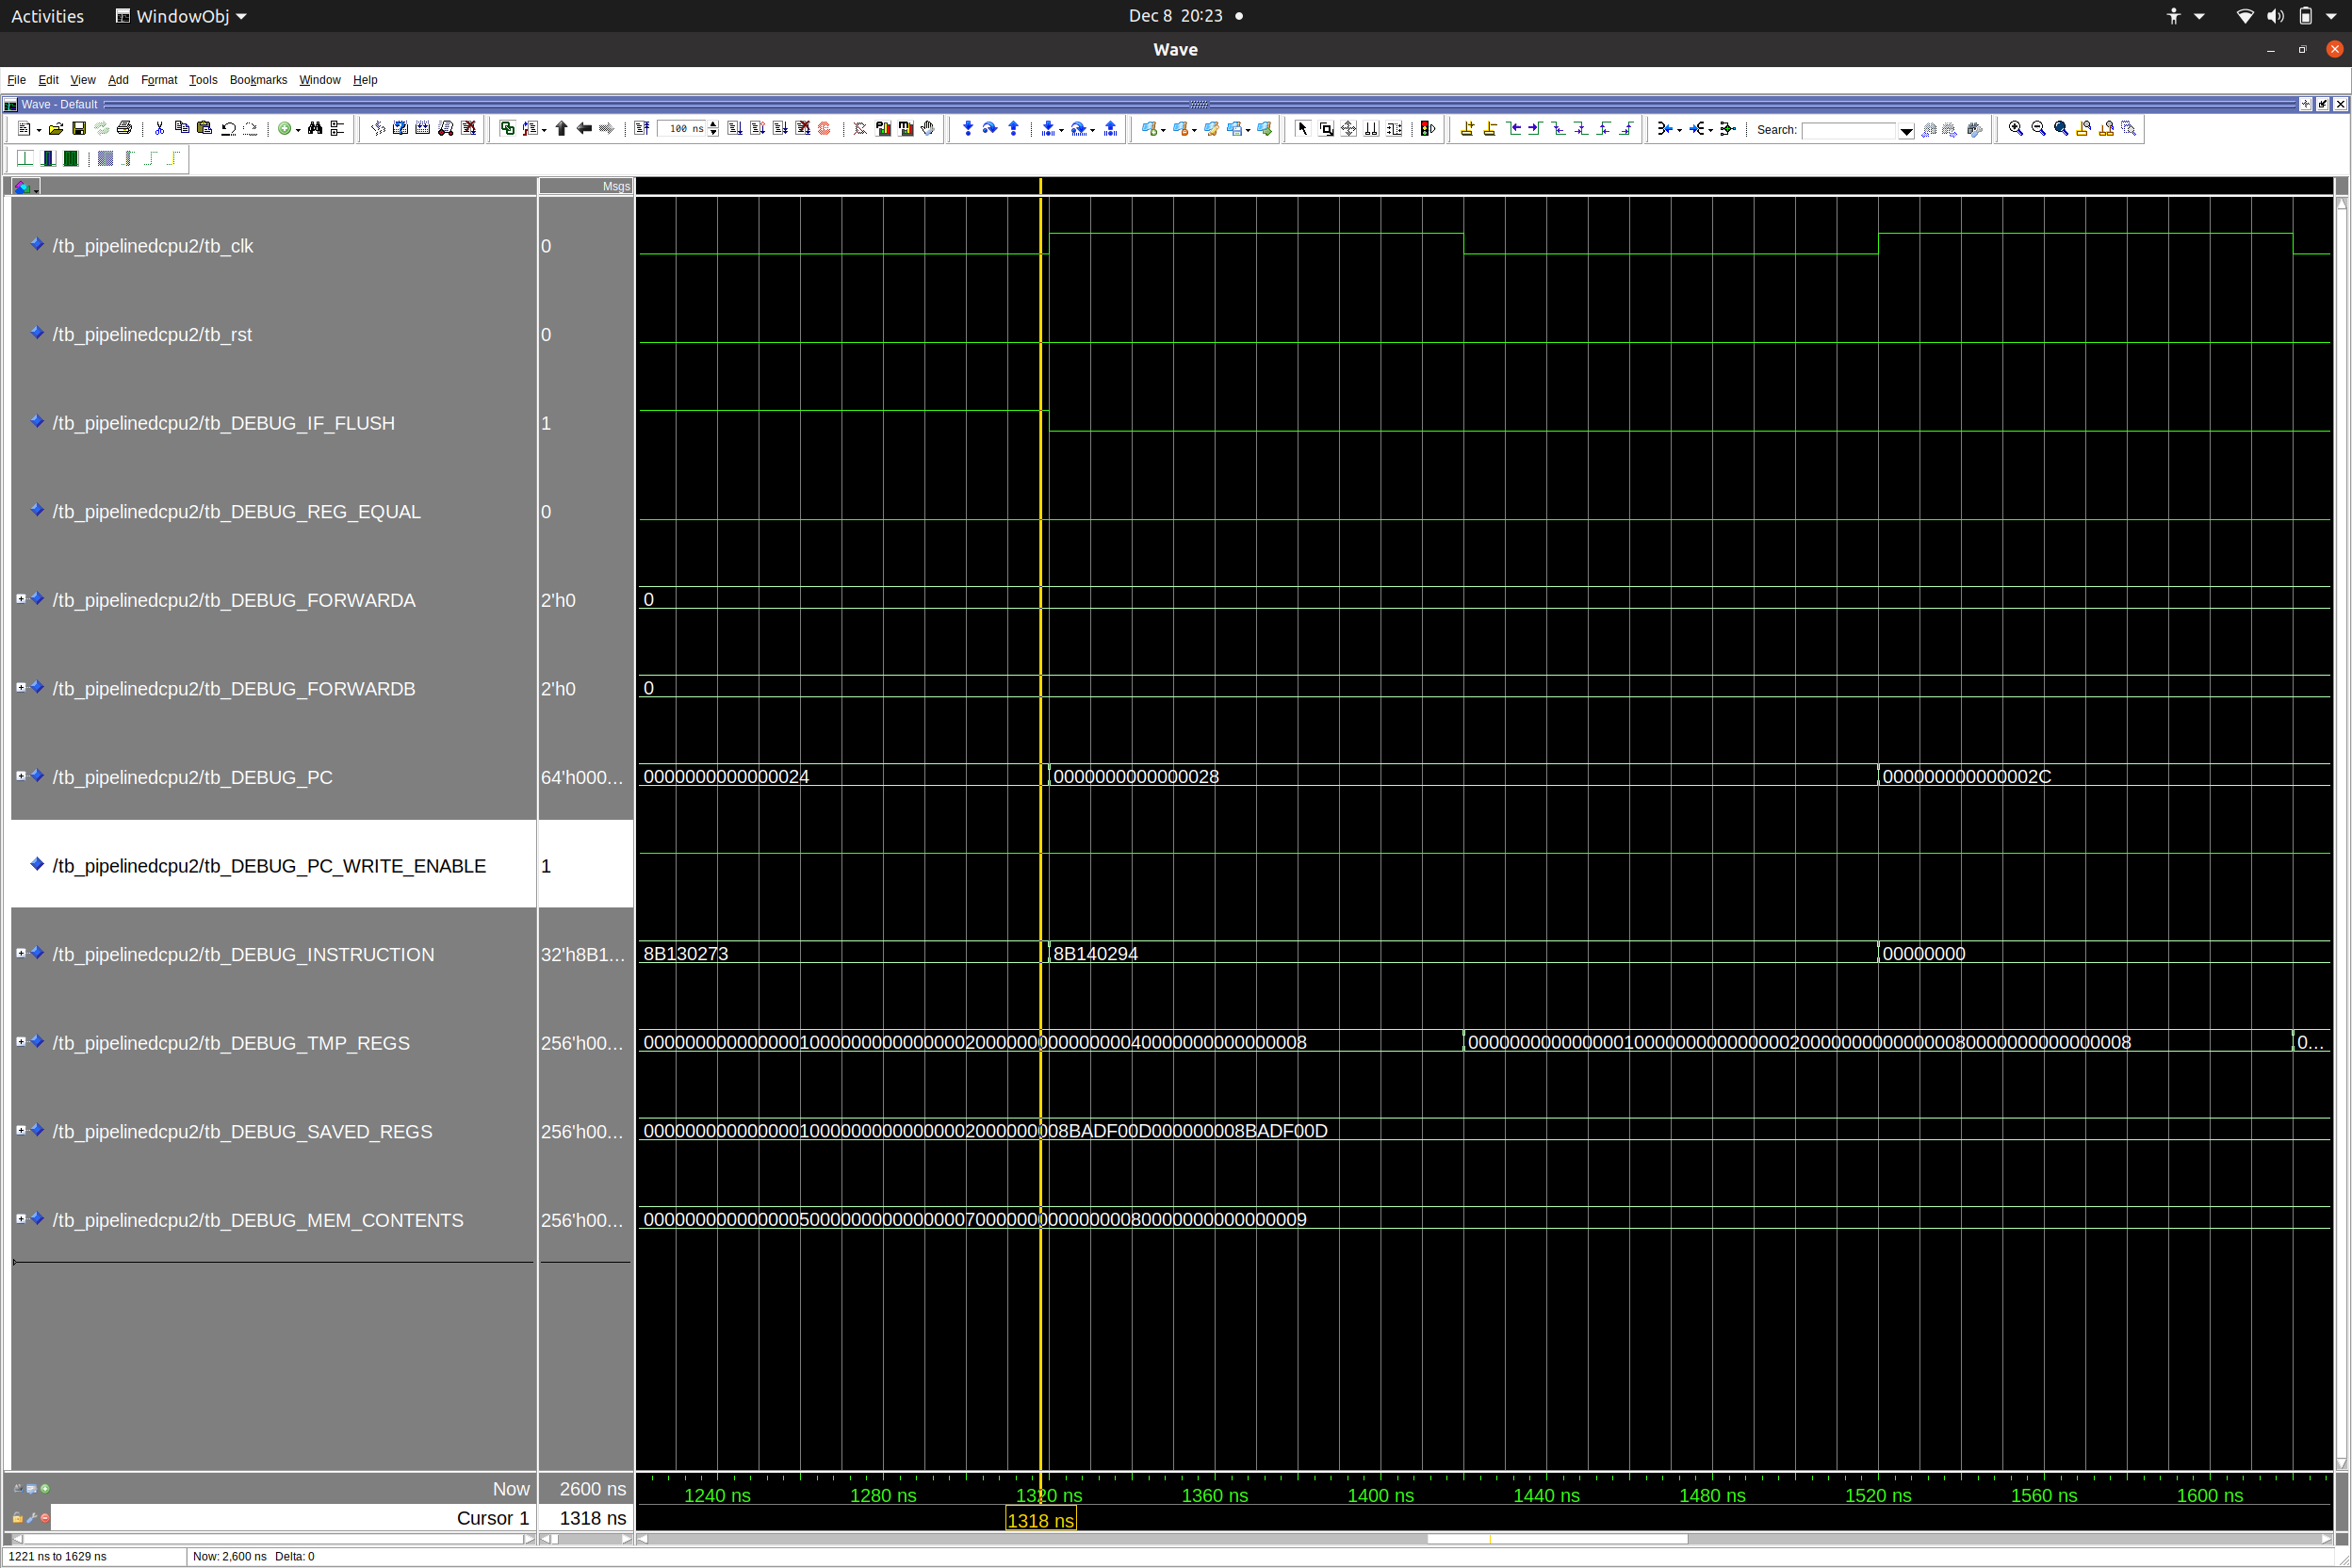 Activities WindowObj Dec 8 20:23
Wave
File Edit View Add Format Tools Bookmarks Window Help
Wave - Default
100 ns Search:
Msgs
/tb_pipelinedcpu2/tb_clk 0
/tb_pipelinedcpu2/tb_rst 0
/tb_pipelinedcpu2/tb_DEBUG_IF_FLUSH 1
/tb_pipelinedcpu2/tb_DEBUG_REG_EQUAL 0
/tb_pipelinedcpu2/tb_DEBUG_FORWARDA 2'h0 0
/tb_pipelinedcpu2/tb_DEBUG_FORWARDB 2'h0 0
/tb_pipelinedcpu2/tb_DEBUG_PC 64'h000... 0000000000000024 0000000000000028 000000000000002C
/tb_pipelinedcpu2/tb_DEBUG_PC_WRITE_ENABLE 1
/tb_pipelinedcpu2/tb_DEBUG_INSTRUCTION 32'h8B1... 8B130273 8B140294 00000000
/tb_pipelinedcpu2/tb_DEBUG_TMP_REGS 256'h00... 0000000000000001000000000000000200000000000000040000000000000008 0000000000000001000000000000000200000000000000080000000000000008 0...
/tb_pipelinedcpu2/tb_DEBUG_SAVED_REGS 256'h00... 00000000000000010000000000000002000000008BADF00D000000008BADF00D
/tb_pipelinedcpu2/tb_DEBUG_MEM_CONTENTS 256'h00... 0000000000000005000000000000000700000000000000080000000000000009
Now 2600 ns 1240 ns 1280 ns 1320 ns 1360 ns 1400 ns 1440 ns 1480 ns 1520 ns 1560 ns 1600 ns
Cursor 1 1318 ns 1318 ns
1221 ns to 1629 ns Now: 2,600 ns Delta: 0